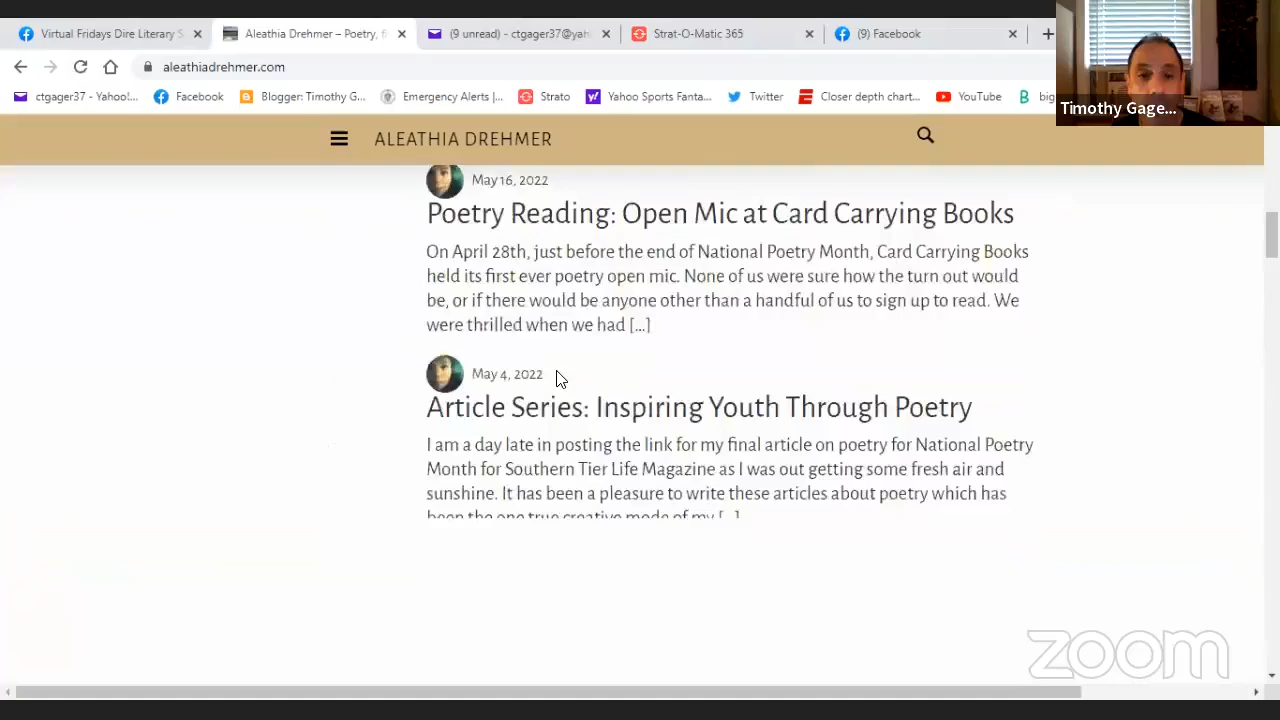 Virtual Fridays Dire Literary S
Aleathia Drehmer – Poetry, f
ctgager37@yah
Strat-O-Matic 365
(9) Facebook
aleathiadrehmer.com
ctgager37 - Yahoo!...
Facebook
Blogger: Timothy G...
Emergency Alerts |...
Strato
Yahoo Sports Fanta...
Twitter
Closer depth chart...
YouTube
big
Timothy Gage...
ALEATHIA DREHMER
May 16, 2022
Poetry Reading: Open Mic at Card Carrying Books
On April 28th, just before the end of National Poetry Month, Card Carrying Books
held its first ever poetry open mic. None of us were sure how the turn out would
be, or if there would be anyone other than a handful of us to sign up to read. We
were thrilled when we had [...]
May 4, 2022
Article Series: Inspiring Youth Through Poetry
I am a day late in posting the link for my final article on poetry for National Poetry
Month for Southern Tier Life Magazine as I was out getting some fresh air and
sunshine. It has been a pleasure to write these articles about poetry which has
been the one true creative mode of my [...]
zoom